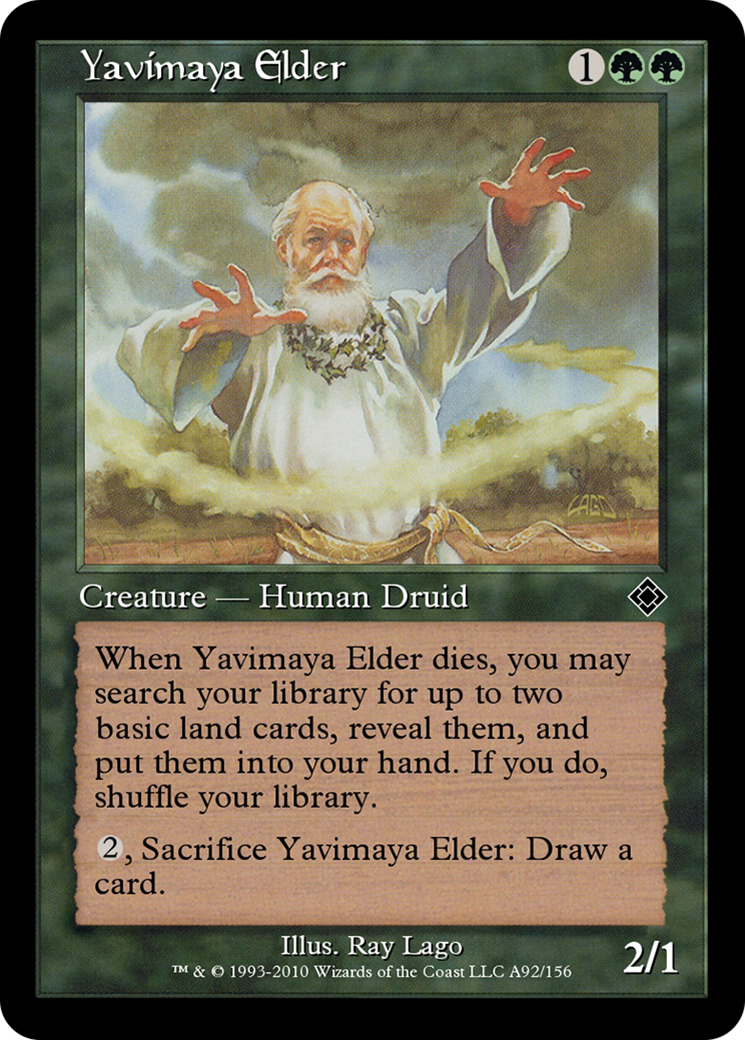 Yavimaya Elder 1
LAGO
Creature — Human Druid
When Yavimaya Elder dies, you may
search your library for up to two
basic land cards, reveal them, and
put them into your hand. If you do,
shuffle your library.
2, Sacrifice Yavimaya Elder: Draw a
card.
Illus. Ray Lago
™ & © 1993-2010 Wizards of the Coast LLC A92/156
2/1